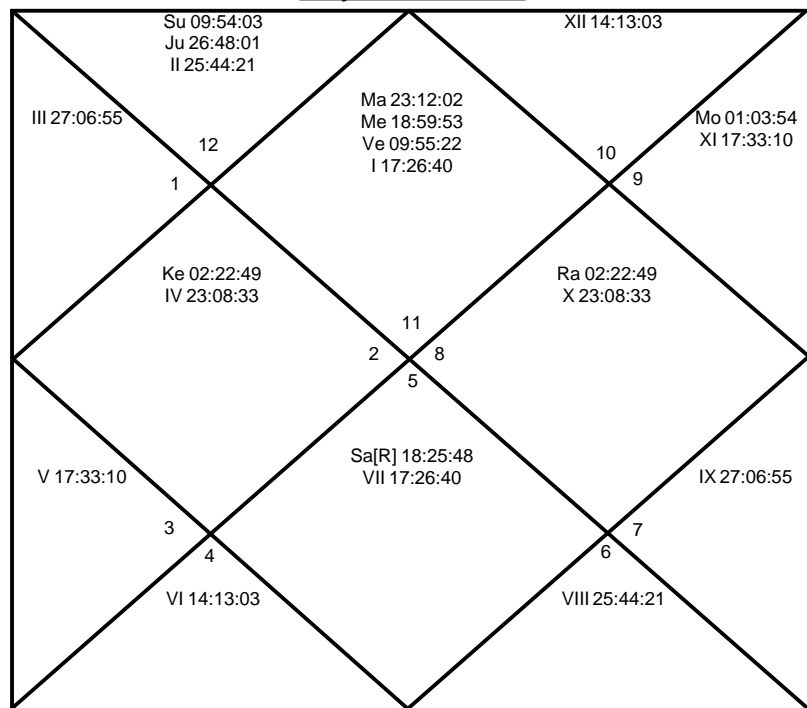 Su 09:54:03
Ju 26:48:01
II 25:44:21
XII 14:13:03
III 27:06:55
Ma 23:12:02
Me 18:59:53
Ve 09:55:22
I 17:26:40
Mo 01:03:54
XI 17:33:10
12
10
1
9
Ke 02:22:49
IV 23:08:33
Ra 02:22:49
X 23:08:33
11
2
8
5
V 17:33:10
Sa[R] 18:25:48
VII 17:26:40
IX 27:06:55
3
7
4
6
VI 14:13:03
VIII 25:44:21